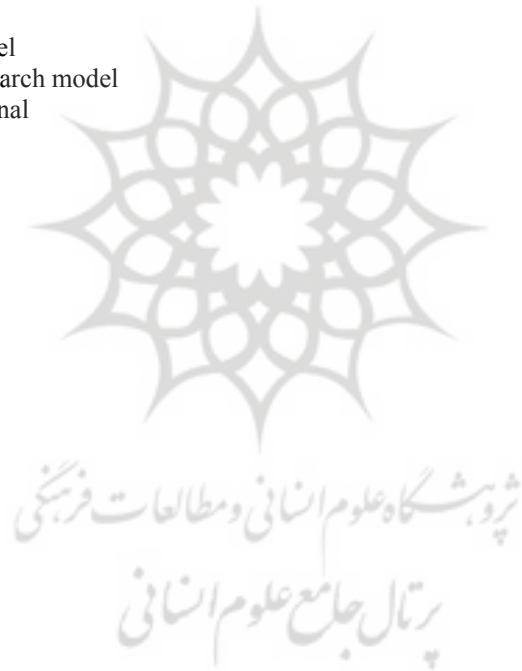 el
arch model
nal
پژوهشگاه علوم انسانی و مطالعات فرهنگی
پرتال جامع علوم انسانی